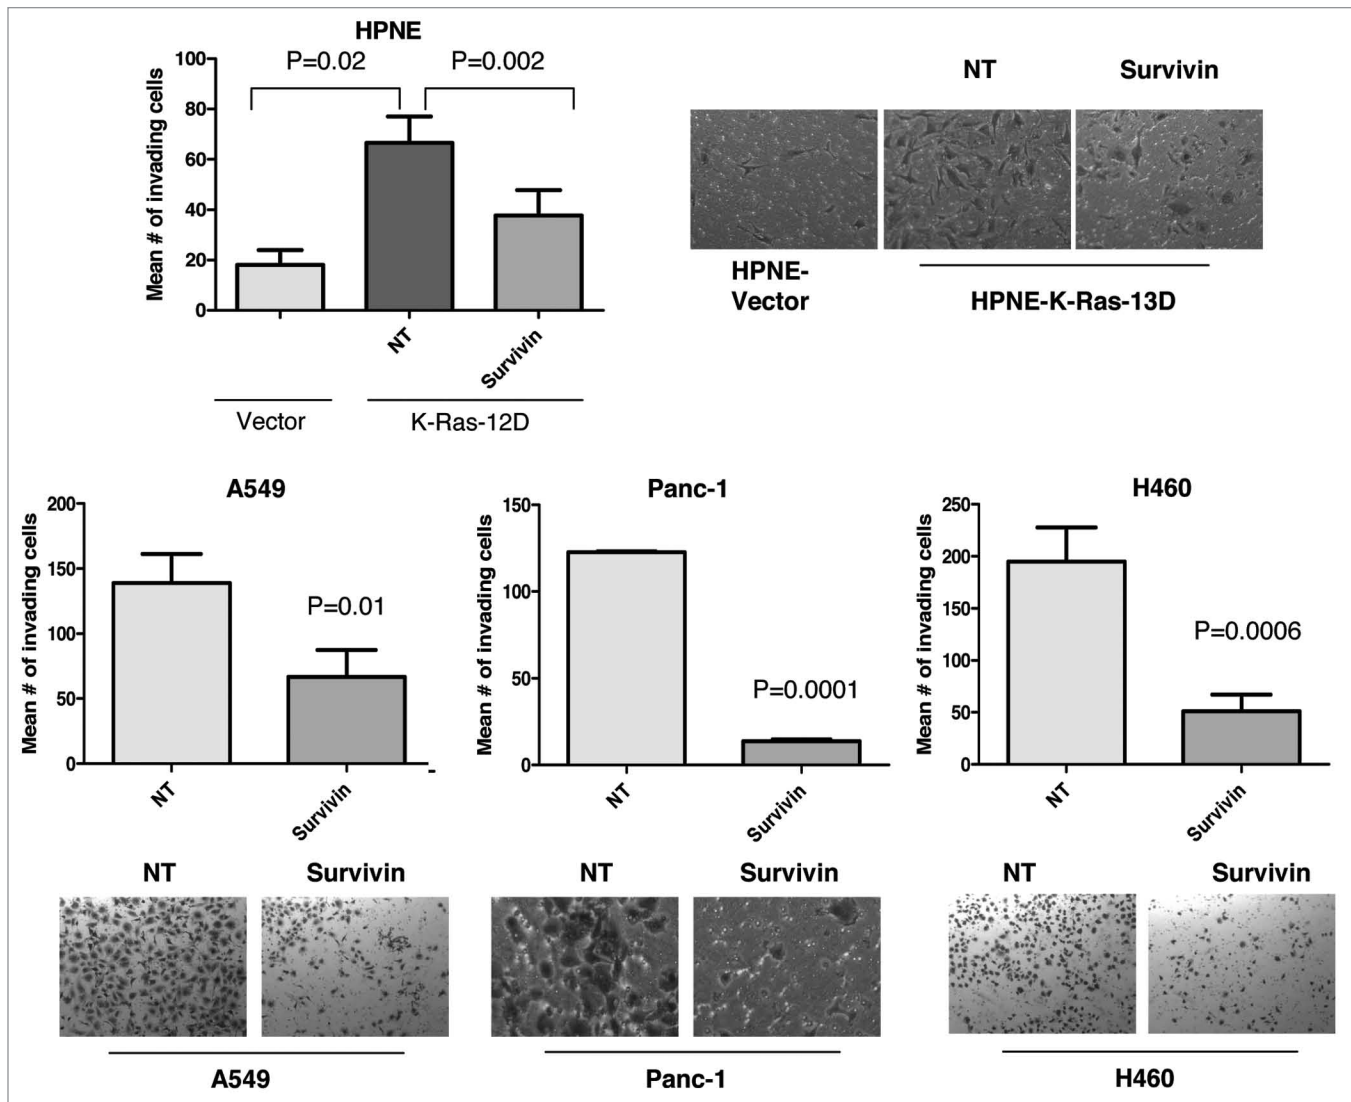 HPNE
P=0.02 P=0.002
Mean # of invading cells
100
80
60
40
20
0
NT
Survivin
Vector
K-Ras-12D
NT Survivin
HPNE-
Vector
HPNE-K-Ras-13D
A549
Mean # of invading cells
200
150
100
50
0
P=0.01
NT
Survivin
Panc-1
Mean # of invading cells
150
100
50
0
P=0.0001
NT
Survivin
H460
Mean # of invading cells
250
200
150
100
50
0
P=0.0006
NT
Survivin
NT Survivin
A549
NT Survivin
Panc-1
NT Survivin
H460